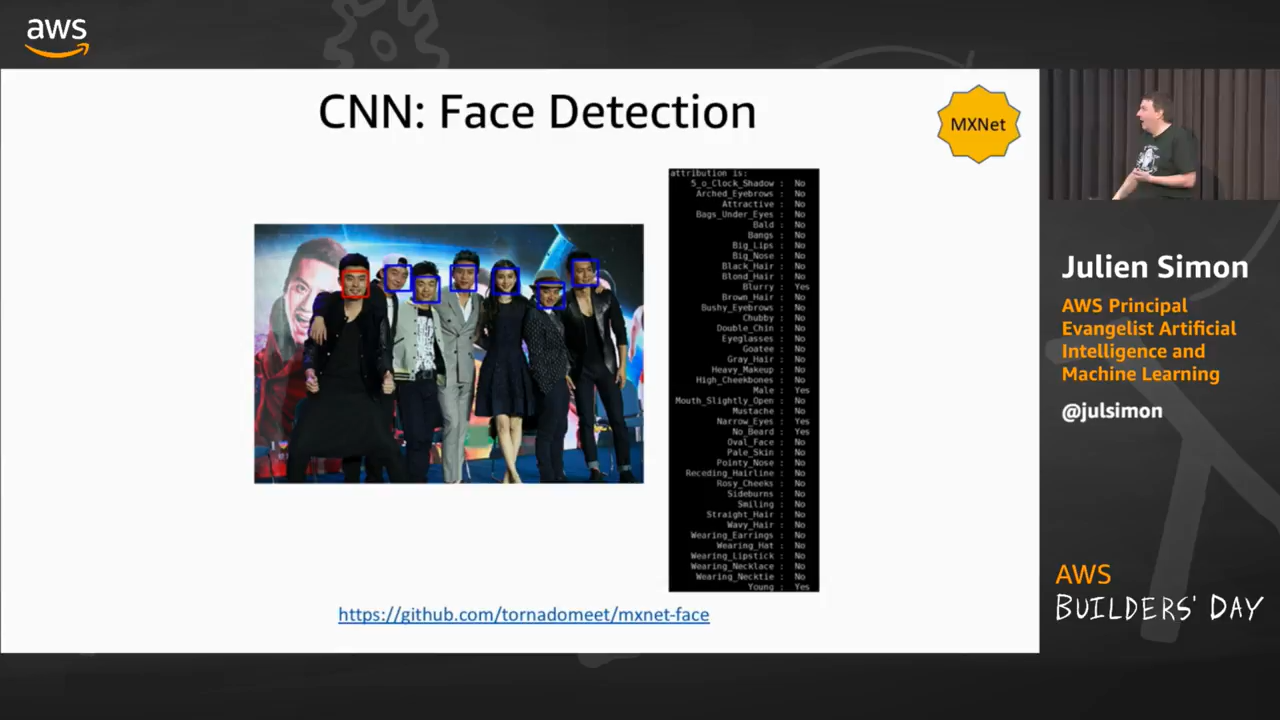 aws
CNN: Face Detection
MXNet
attribution is:
5_o_Clock_Shadow : No
Arched_Eyebrows : No
Attractive : No
Bags_Under_Eyes : No
Bald : No
Bangs : No
Big_Lips : No
Big_Nose : No
Black_Hair : No
Blond_Hair : No
Blurry : Yes
Brown_Hair : No
Bushy_Eyebrows : No
Chubby : No
Double_Chin : No
Eyeglasses : No
Goatee : No
Gray_Hair : No
Heavy_Makeup : No
High_Cheekbones : No
Male : Yes
Mouth_Slightly_Open : No
Mustache : No
Narrow_Eyes : Yes
No_Beard : Yes
Oval_Face : No
Pale_Skin : No
Pointy_Nose : No
Receding_Hairline : No
Rosy_Cheeks : No
Sideburns : No
Smiling : No
Straight_Hair : No
Wavy_Hair : No
Wearing_Earrings : No
Wearing_Hat : No
Wearing_Lipstick : No
Wearing_Necklace : No
Wearing_Necktie : No
Young : Yes
https://github.com/tornadomeet/mxnet-face
Julien Simon
AWS Principal
Evangelist Artificial
Intelligence and
Machine Learning
@julsimon
AWS
BUILDERS' DAY